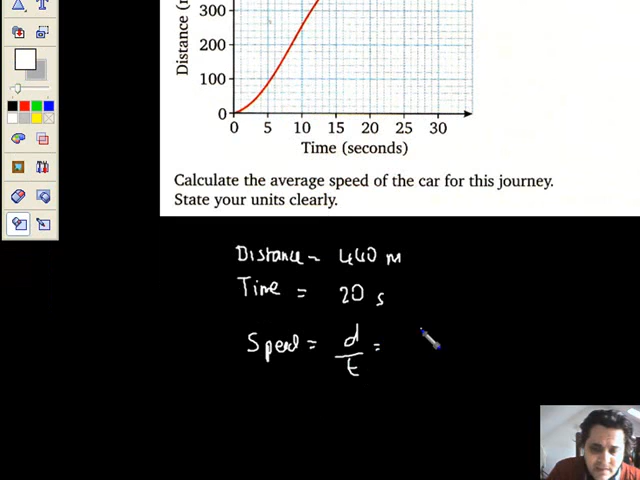 Distance (m
300
200
100
0
0 5 10 15 20 25 30
Time (seconds)
Calculate the average speed of the car for this journey.
State your units clearly.
Distance = 440 m
Time = 20 s
Speed = d/t =